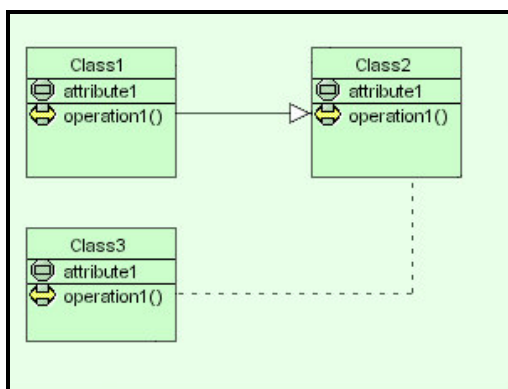 Class1
attribute1
operation1()
Class2
attribute1
operation1()
Class3
attribute1
operation1()